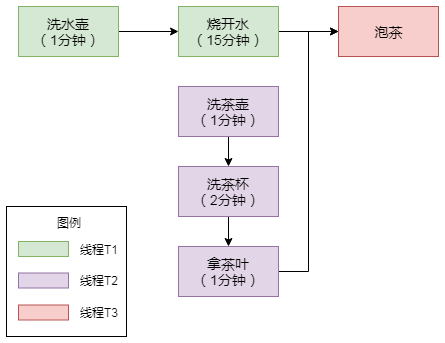 洗水壶
（1分钟）
烧开水
（15分钟）
泡茶
洗茶壶
（1分钟）
洗茶杯
（2分钟）
拿茶叶
（1分钟）
图例
线程T1
线程T2
线程T3